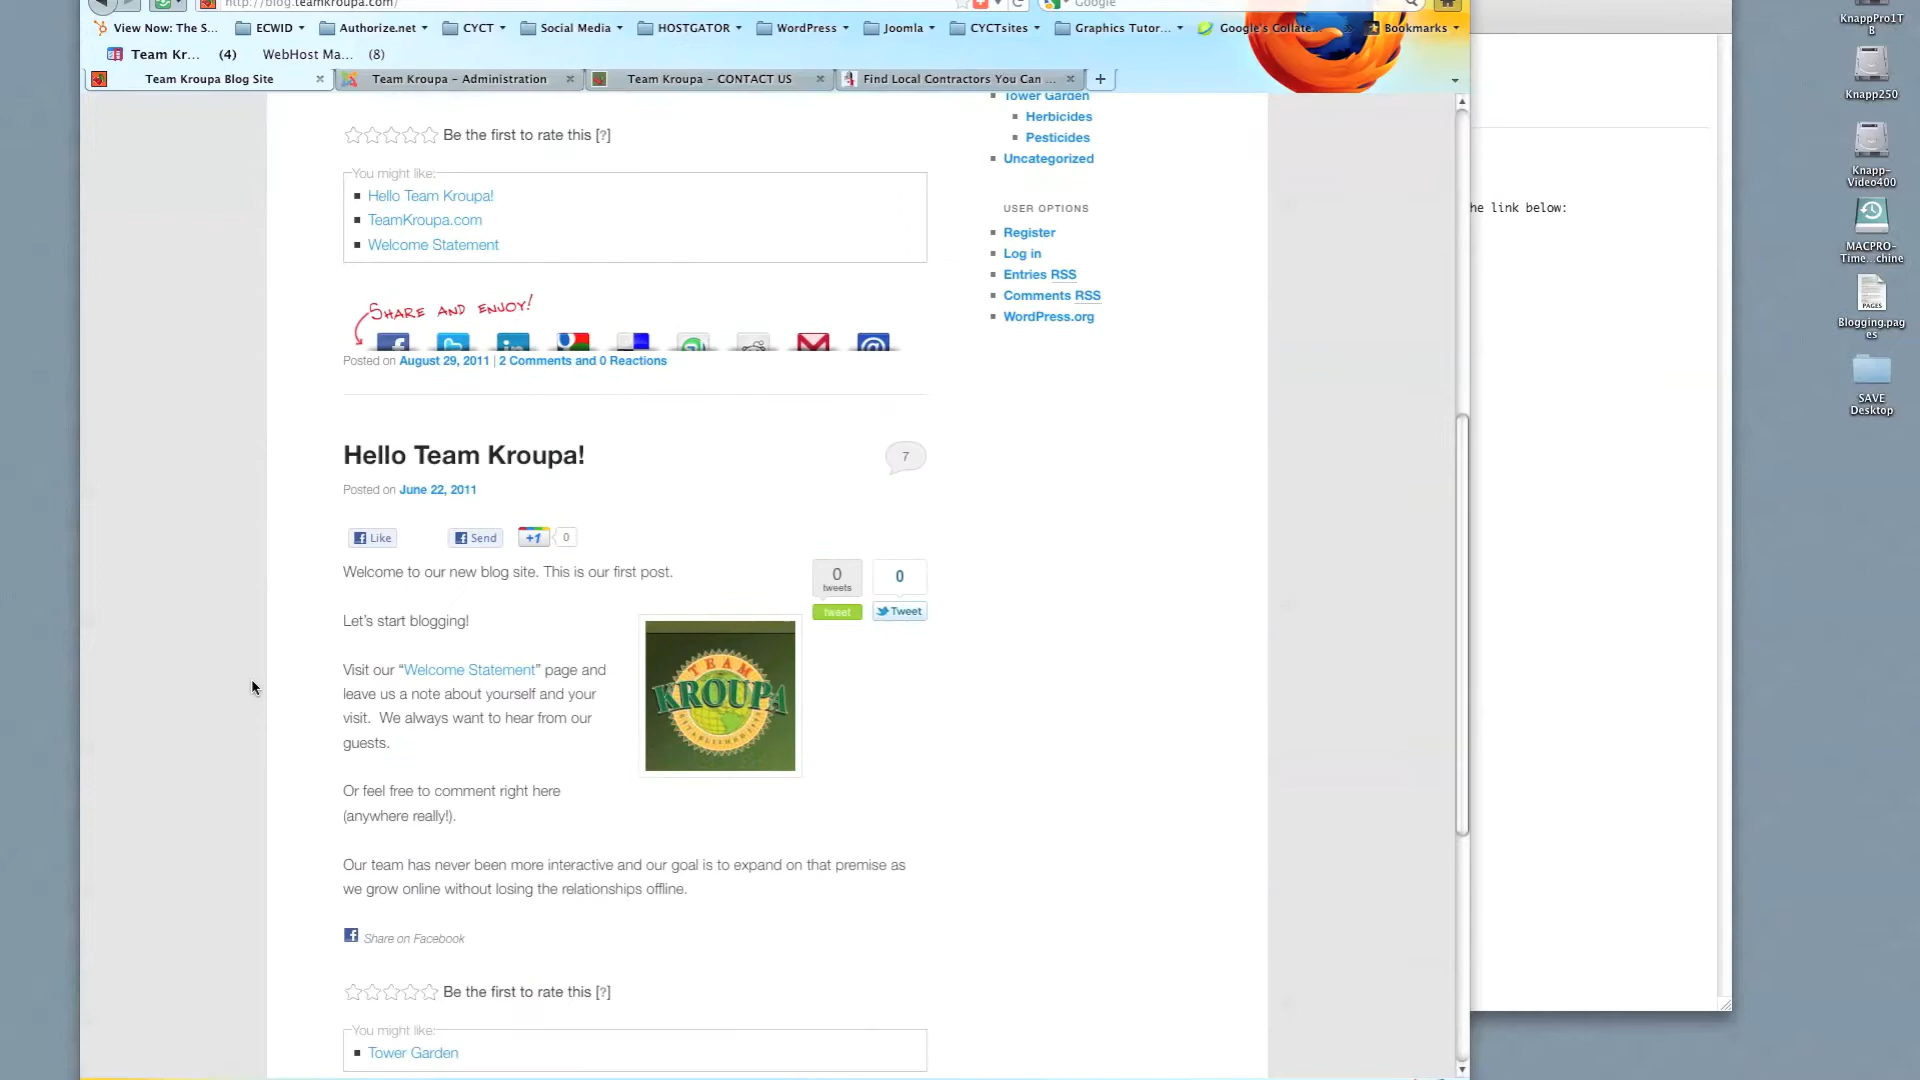 http://blog.teamkroupa.com/
Google
View Now: The S...
ECWID
Authorize.net
CYCT
Social Media
HOSTGATOR
WordPress
Joomla
CYCTsites
Graphics Tutor...
Google's Collate...
Bookmarks
Team Kr... (4)
WebHost Ma... (8)
Team Kroupa Blog Site
Team Kroupa - Administration
Team Kroupa - CONTACT US
Find Local Contractors You Can ...
Be the first to rate this [?]
You might like:
Hello Team Kroupa!
TeamKroupa.com
Welcome Statement
SHARE AND ENJOY!
Posted on August 29, 2011 | 2 Comments and 0 Reactions
Hello Team Kroupa!
7
Posted on June 22, 2011
Like
Send
+1
0
Welcome to our new blog site. This is our first post.
0
tweets
tweet
0
Tweet
Let's start blogging!
Visit our “Welcome Statement” page and
leave us a note about yourself and your
visit. We always want to hear from our
guests.
TEAM
KROUPA
Or feel free to comment right here
(anywhere really!).
Our team has never been more interactive and our goal is to expand on that premise as
we grow online without losing the relationships offline.
Share on Facebook
Be the first to rate this [?]
You might like:
Tower Garden
Tower Garden
Herbicides
Pesticides
Uncategorized
USER OPTIONS
Register
Log in
Entries RSS
Comments RSS
WordPress.org
he link below:
KnappPro1T
B
Knapp250
Knapp-
Video400
MACPRO-
Time...chine
PAGES
Blogging.pag
es
SAVE
Desktop